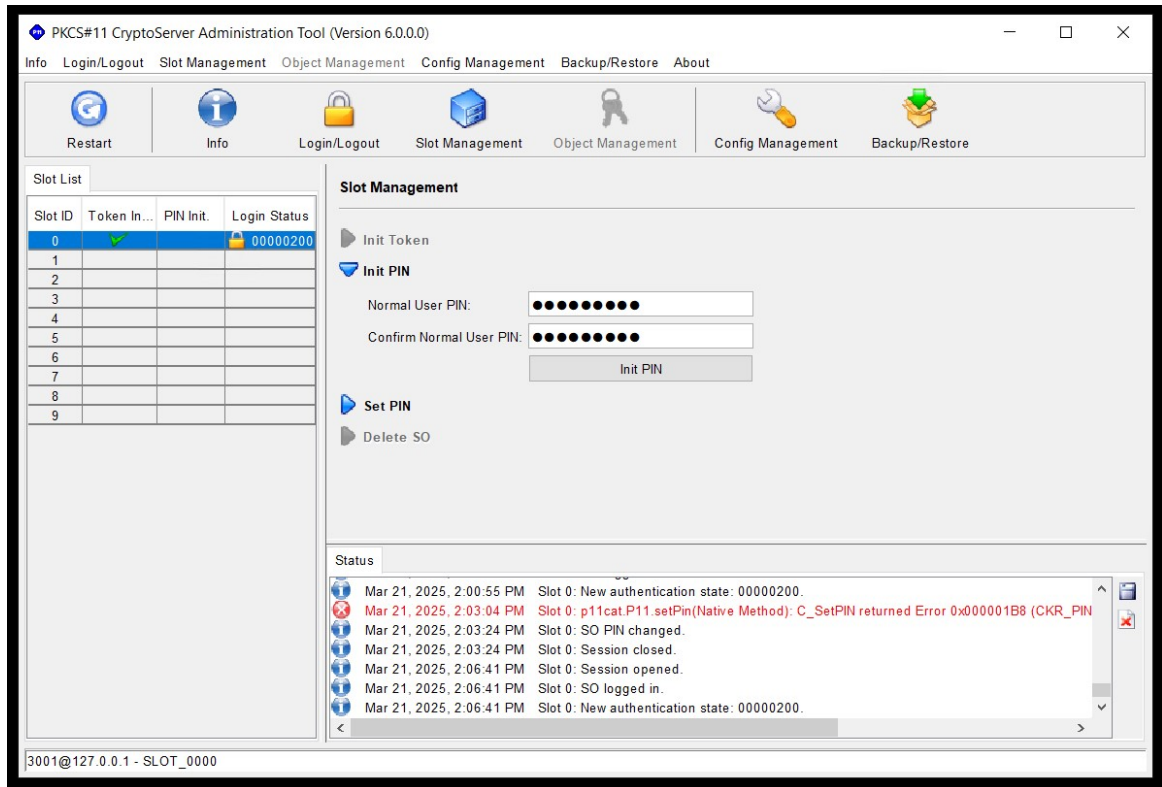 PKCS#11 CryptoServer Administration Tool (Version 6.0.0.0)
Info Login/Logout Slot Management Object Management Config Management Backup/Restore About
Restart Info Login/Logout Slot Management Object Management Config Management Backup/Restore
Slot List
Slot ID Token In... PIN Init. Login Status
0 00000200
1
2
3
4
5
6
7
8
9
Slot Management
Init Token
Init PIN
Normal User PIN: ●●●●●●●●●
Confirm Normal User PIN: ●●●●●●●●●
Init PIN
Set PIN
Delete SO
Status
Mar 21, 2025, 2:00:55 PM Slot 0: New authentication state: 00000200.
Mar 21, 2025, 2:03:04 PM Slot 0: p11cat.P11.setPin(Native Method): C_SetPIN returned Error 0x000001B8 (CKR_PIN
Mar 21, 2025, 2:03:24 PM Slot 0: SO PIN changed.
Mar 21, 2025, 2:03:24 PM Slot 0: Session closed.
Mar 21, 2025, 2:06:41 PM Slot 0: Session opened.
Mar 21, 2025, 2:06:41 PM Slot 0: SO logged in.
Mar 21, 2025, 2:06:41 PM Slot 0: New authentication state: 00000200.
3001@127.0.0.1 - SLOT_0000